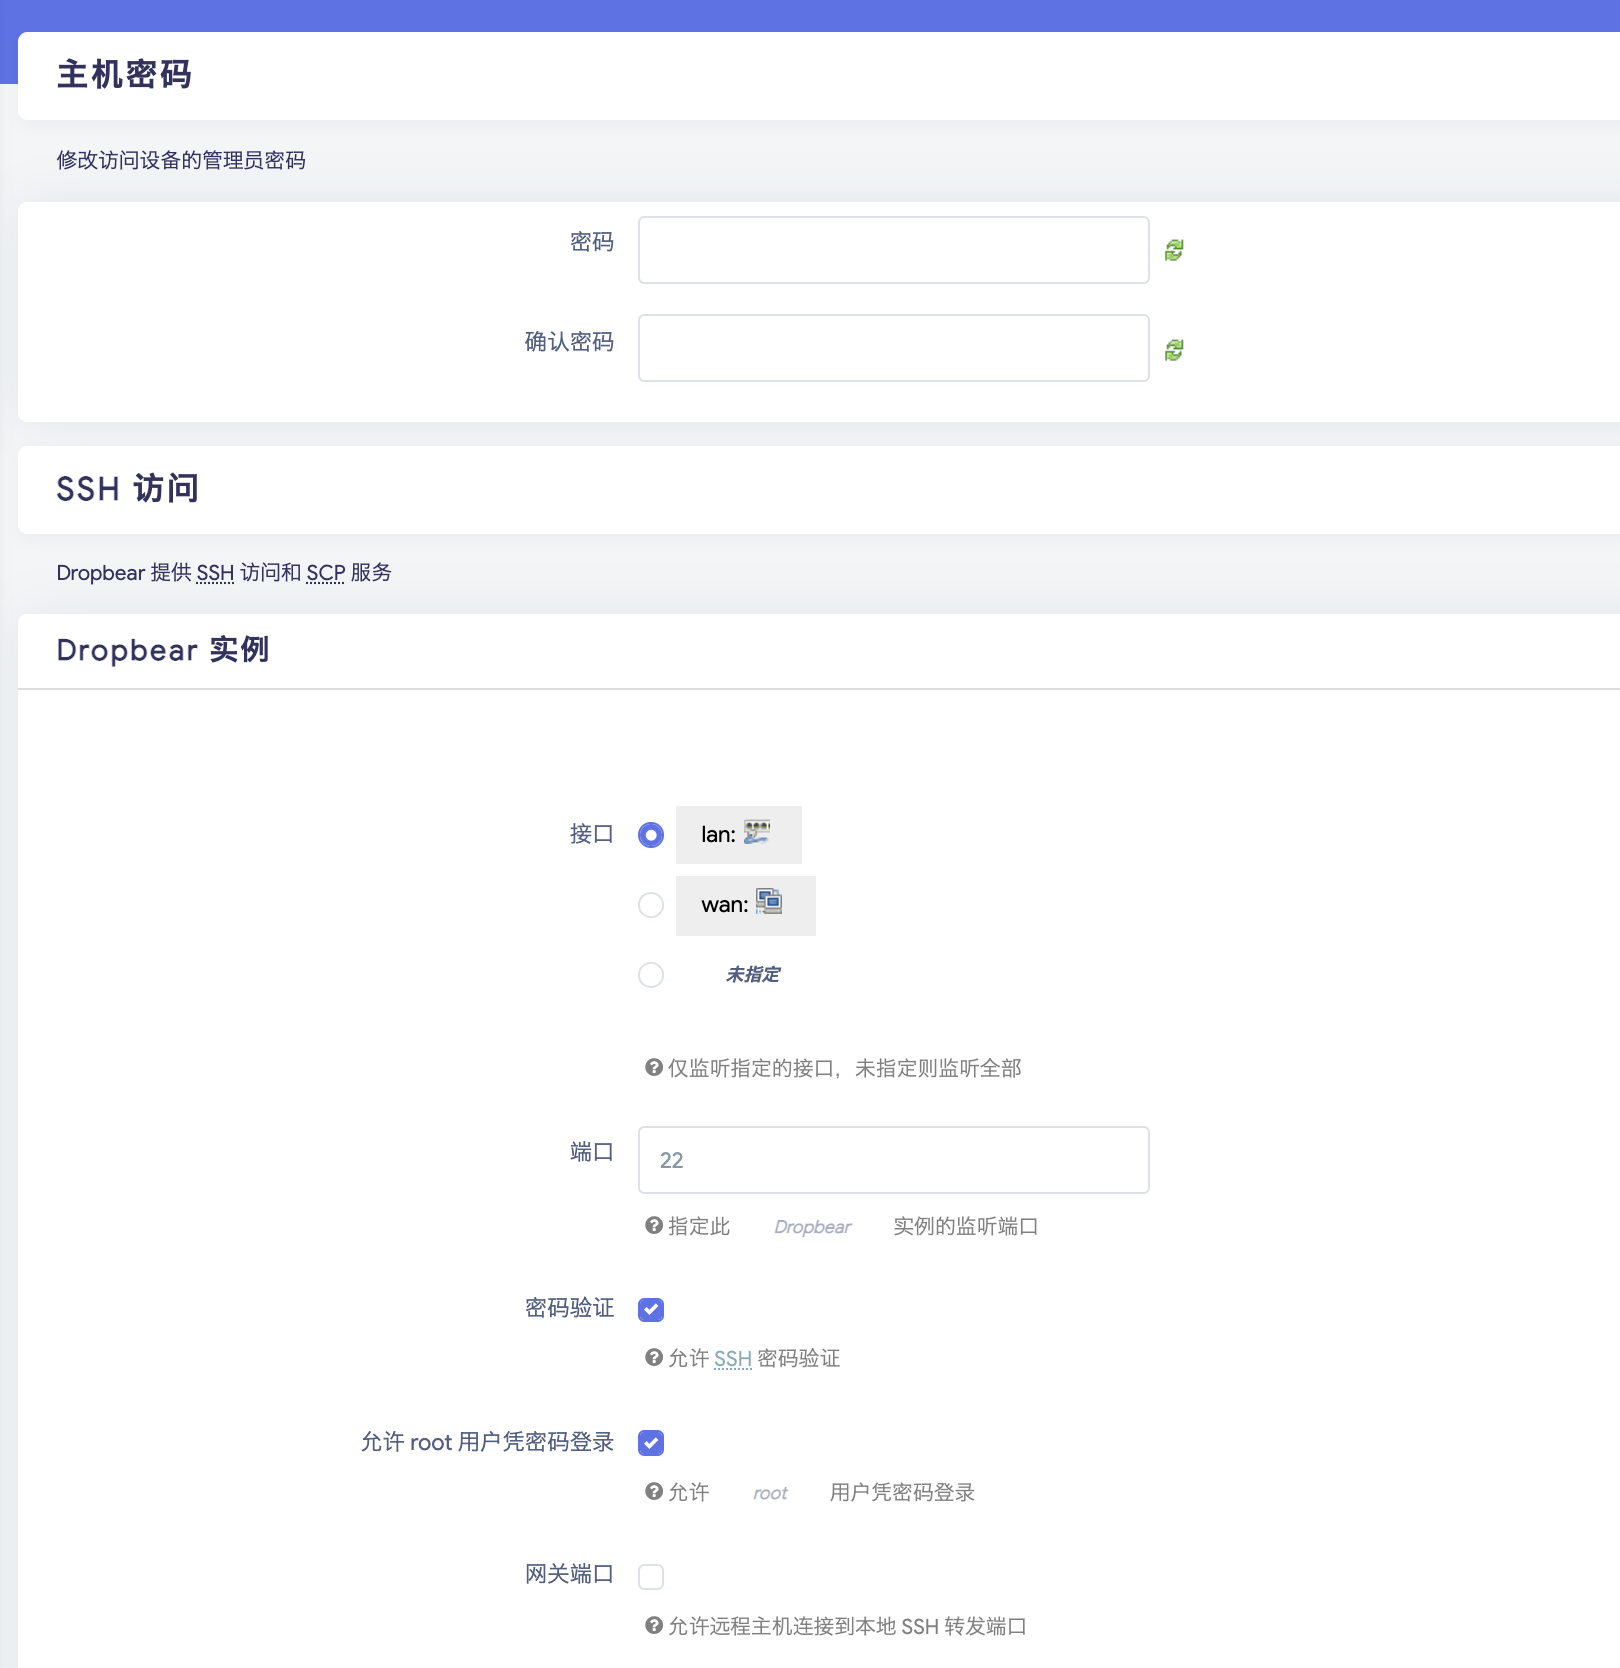 主机密码
修改访问设备的管理员密码
密码
确认密码
SSH 访问
Dropbear 提供 SSH 访问和 SCP 服务
Dropbear 实例
接口
lan:
wan:
未指定
仅监听指定的接口，未指定则监听全部
端口
22
指定此 Dropbear 实例的监听端口
密码验证
允许 SSH 密码验证
允许 root 用户凭密码登录
允许 root 用户凭密码登录
网关端口
允许远程主机连接到本地 SSH 转发端口